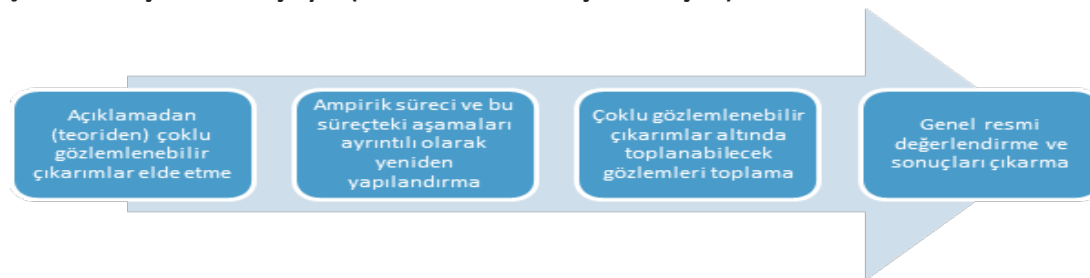 Açıklamadan
(teoriden) çoklu
gözlemlenebilir
çıkarımlar elde etme
Ampirik süreci ve bu
süreçteki aşamaları
ayrıntılı olarak
yeniden
yapılandırma
Çoklu gözlemlenebilir
çıkarımlar altında
toplanabilecek
gözlemleri toplama
Genel resmi
değerlendirme ve
sonuçları çıkarma